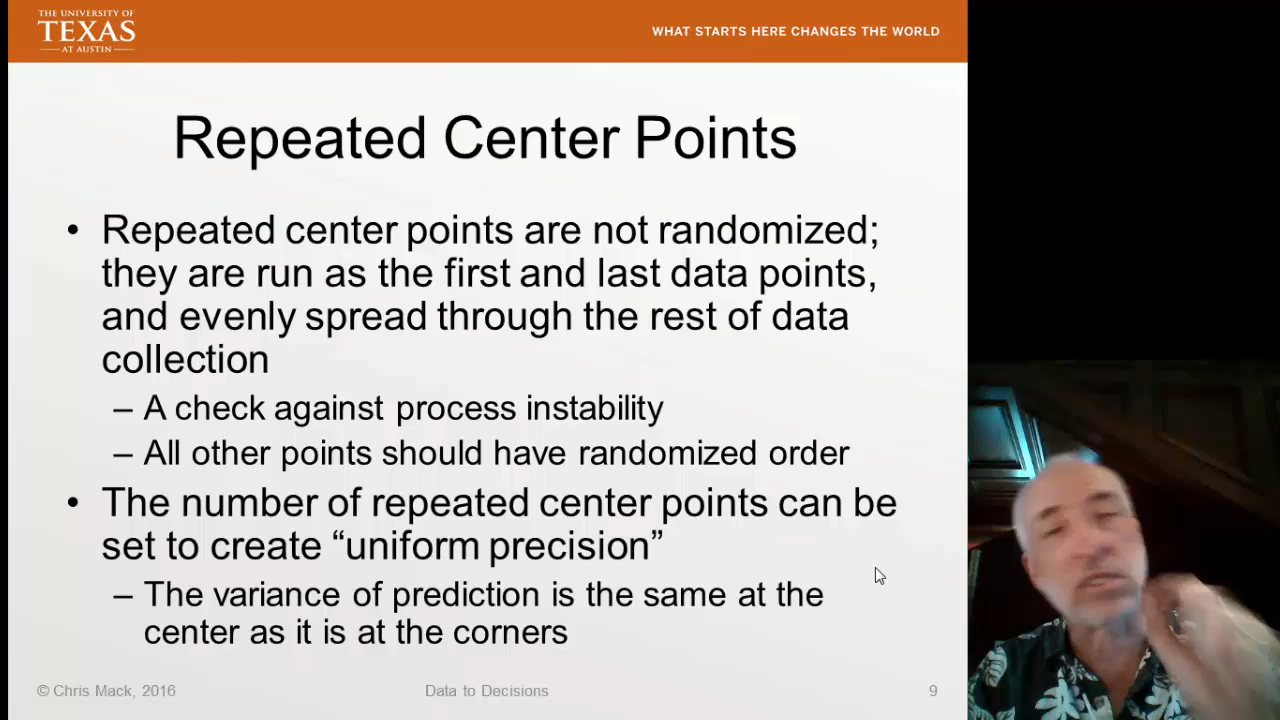 THE UNIVERSITY OF
TEXAS
AT AUSTIN
WHAT STARTS HERE CHANGES THE WORLD
Repeated Center Points
• Repeated center points are not randomized;
they are run as the first and last data points,
and evenly spread through the rest of data
collection
– A check against process instability
– All other points should have randomized order
• The number of repeated center points can be
set to create “uniform precision”
– The variance of prediction is the same at the
center as it is at the corners
© Chris Mack, 2016
Data to Decisions
9